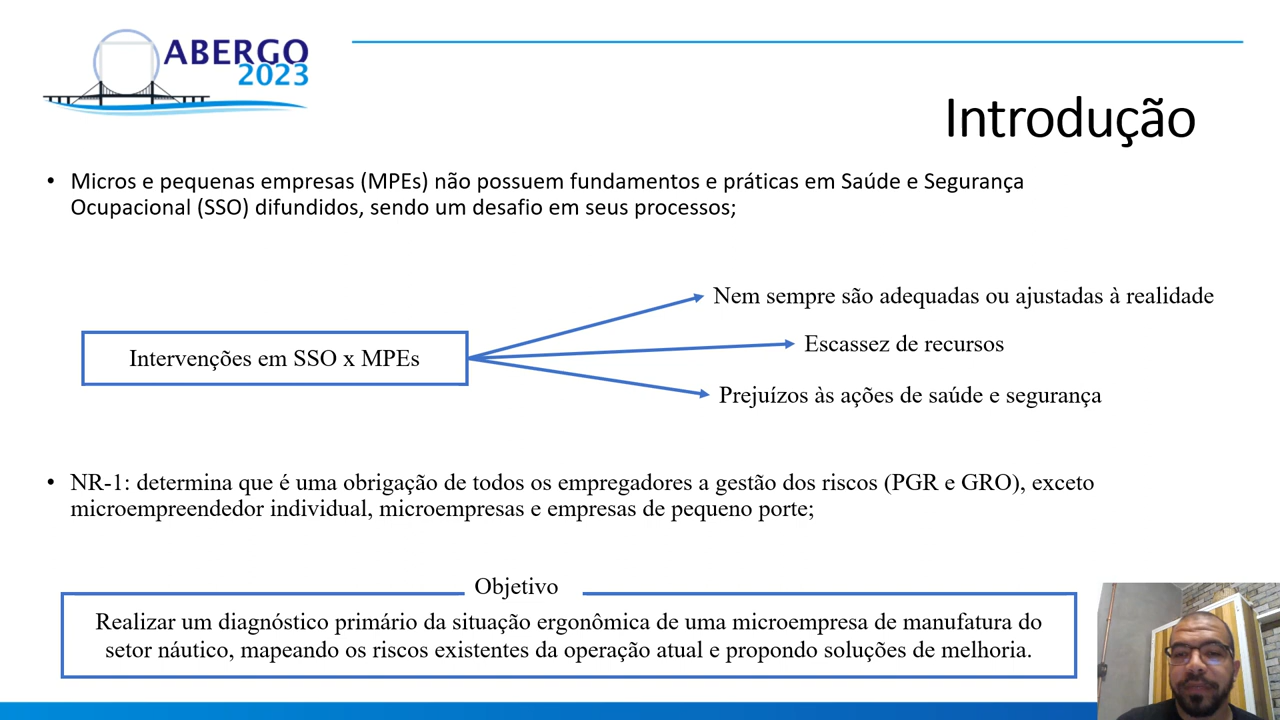 ABERGO
2023
Introdução
• Micros e pequenas empresas (MPEs) não possuem fundamentos e práticas em Saúde e Segurança
Ocupacional (SSO) difundidos, sendo um desafio em seus processos;
Nem sempre são adequadas ou ajustadas à realidade
Intervenções em SSO x MPEs
Escassez de recursos
Prejuízos às ações de saúde e segurança
• NR-1: determina que é uma obrigação de todos os empregadores a gestão dos riscos (PGR e GRO), exceto
microempreendedor individual, microempresas e empresas de pequeno porte;
Objetivo
Realizar um diagnóstico primário da situação ergonômica de uma microempresa de manufatura do
setor náutico, mapeando os riscos existentes da operação atual e propondo soluções de melhoria.